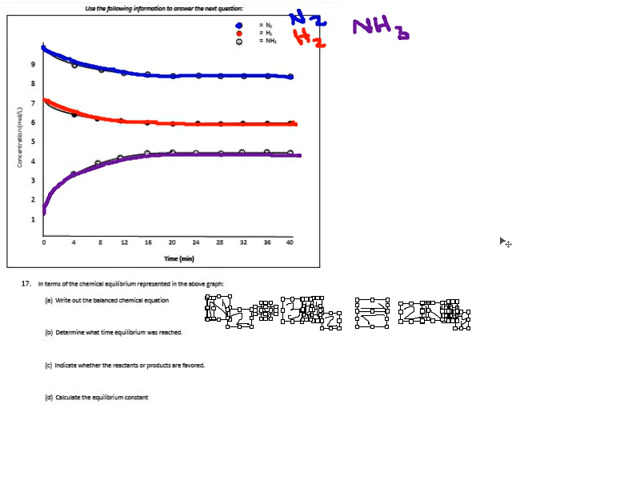 Use the following information to answer the next question:
= N₂
= H₂
= NH₃
N2
H2
NH3
Concentration (mol/L)
9
8
7
6
5
4
3
2
1
0 4 8 12 16 20 24 28 32 36 40
Time (min)
17. In terms of the chemical equilibrium represented in the above graph:
(a) Write out the balanced chemical equation
(b) Determine what time equilibrium was reached.
(c) Indicate whether the reactants or products are favored.
(d) Calculate the equilibrium constant